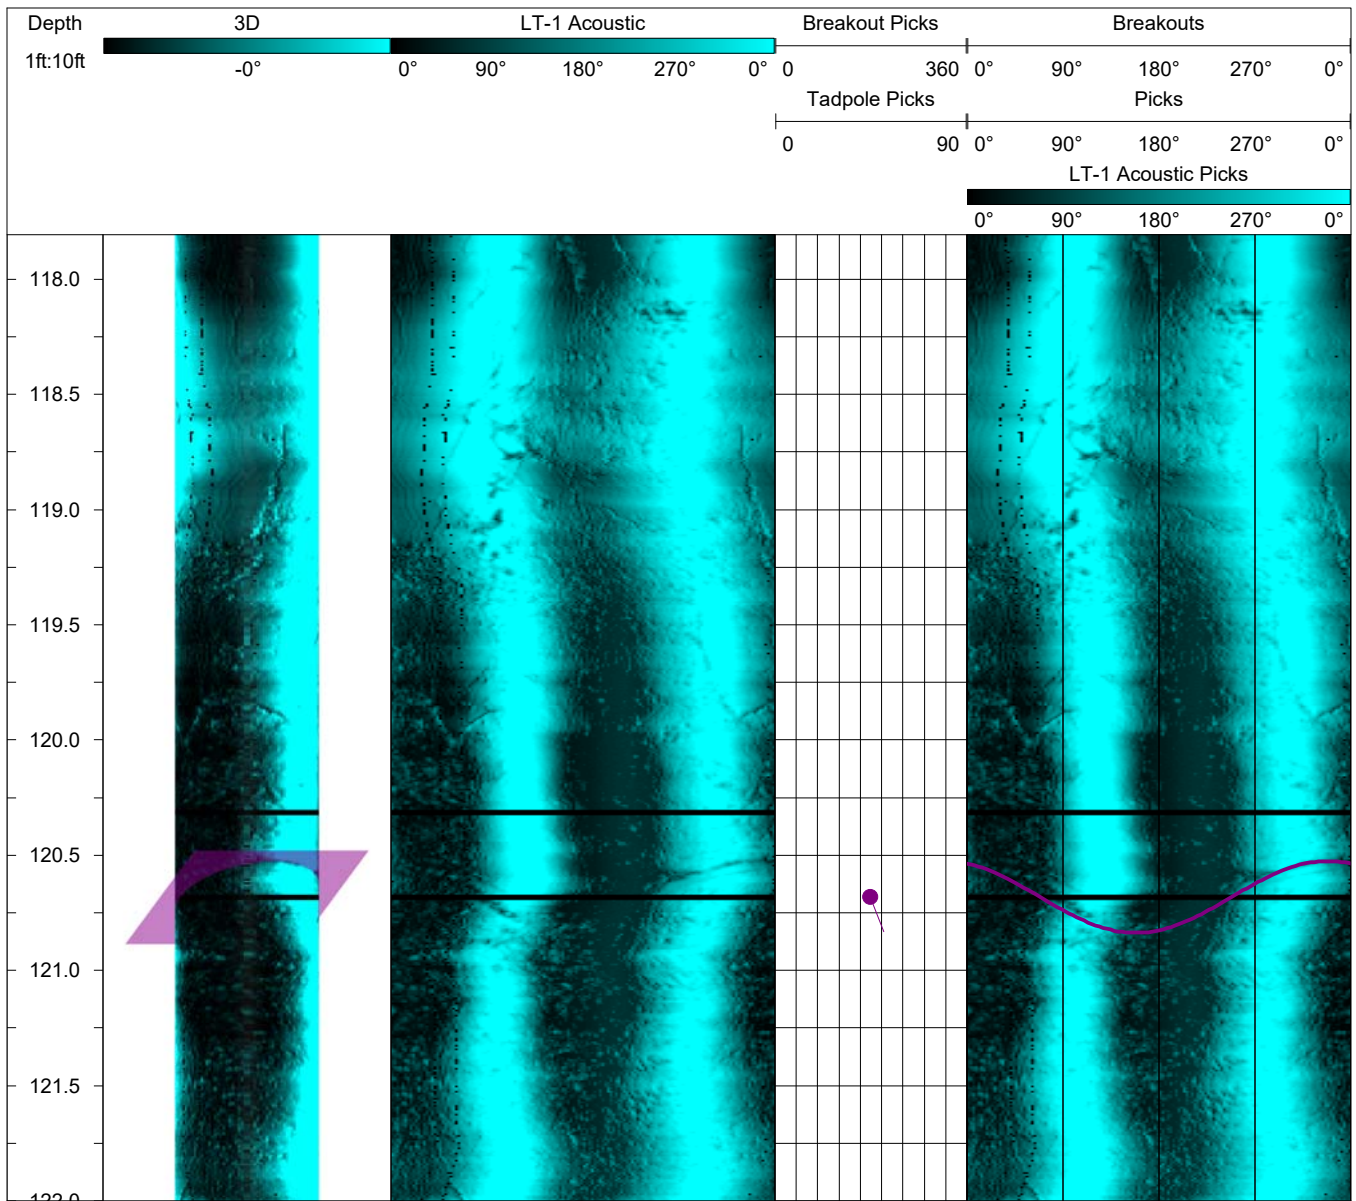 Depth 3D LT-1 Acoustic Breakout Picks Breakouts
1ft:10ft -0° 0° 90° 180° 270° 0° 0 360 0° 90° 180° 270° 0°
Tadpole Picks Picks
0 90 0° 90° 180° 270° 0°
LT-1 Acoustic Picks
0° 90° 180° 270° 0°
118.0
118.5
119.0
119.5
120.0
120.5
121.0
121.5
122.0